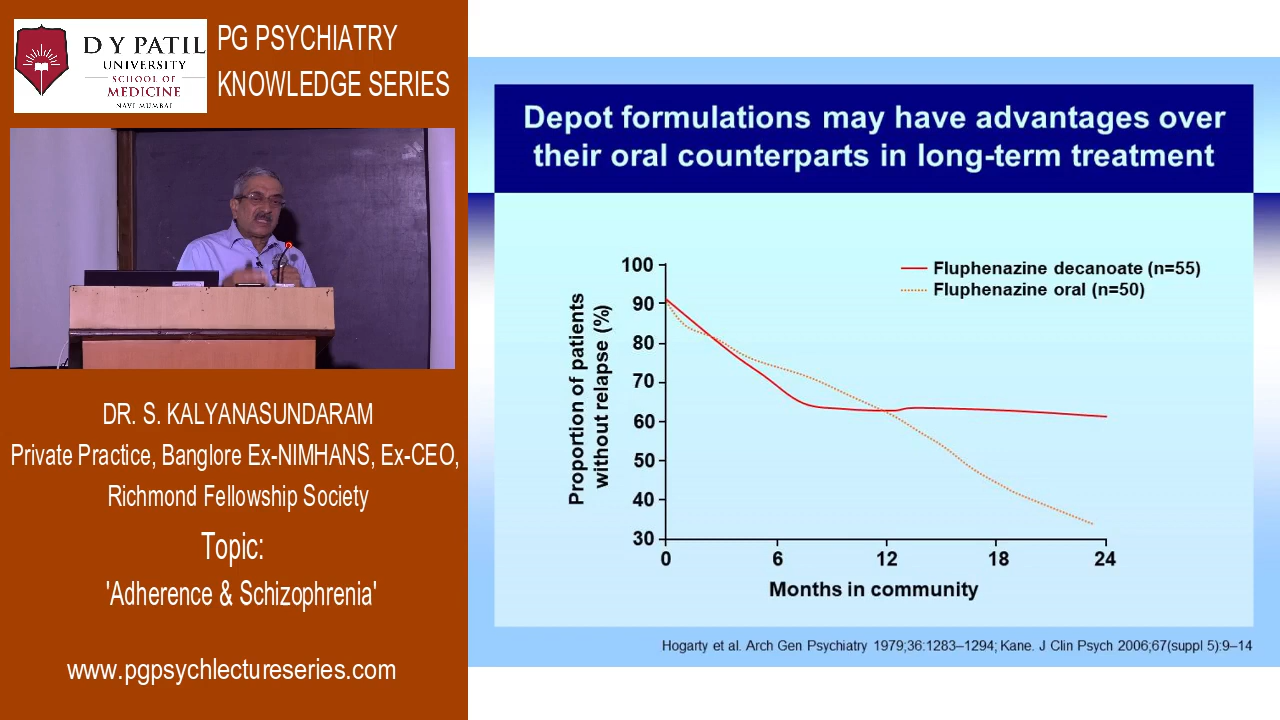 D Y PATIL
UNIVERSITY
SCHOOL OF
MEDICINE
NAVI MUMBAI
PG PSYCHIATRY
KNOWLEDGE SERIES
DR. S. KALYANASUNDARAM
Private Practice, Banglore Ex-NIMHANS, Ex-CEO,
Richmond Fellowship Society
Topic:
'Adherence & Schizophrenia'
www.pgpsychlectureseries.com
Depot formulations may have advantages over
their oral counterparts in long-term treatment
Fluphenazine decanoate (n=55)
Fluphenazine oral (n=50)
Proportion of patients
without relapse (%)
100
90
80
70
60
50
40
30
0 6 12 18 24
Months in community
Hogarty et al. Arch Gen Psychiatry 1979;36:1283–1294; Kane. J Clin Psych 2006;67(suppl 5):9–14